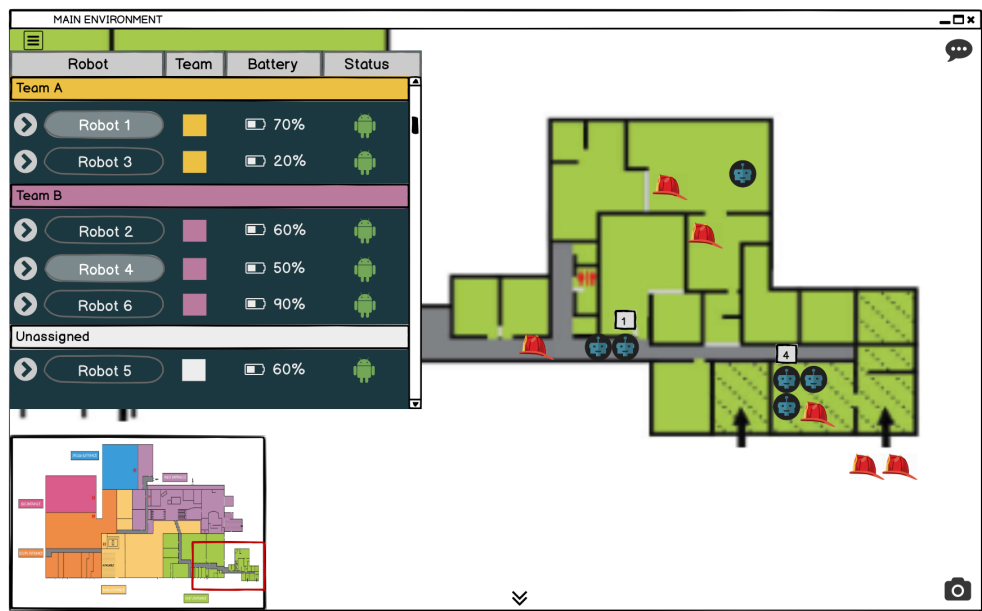 MAIN ENVIRONMENT
Robot Team Battery Status
Team A
Robot 1 70%
Robot 3 20%
Team B
Robot 2 60%
Robot 4 50%
Robot 6 90%
Unassigned
Robot 5 60%
1
4